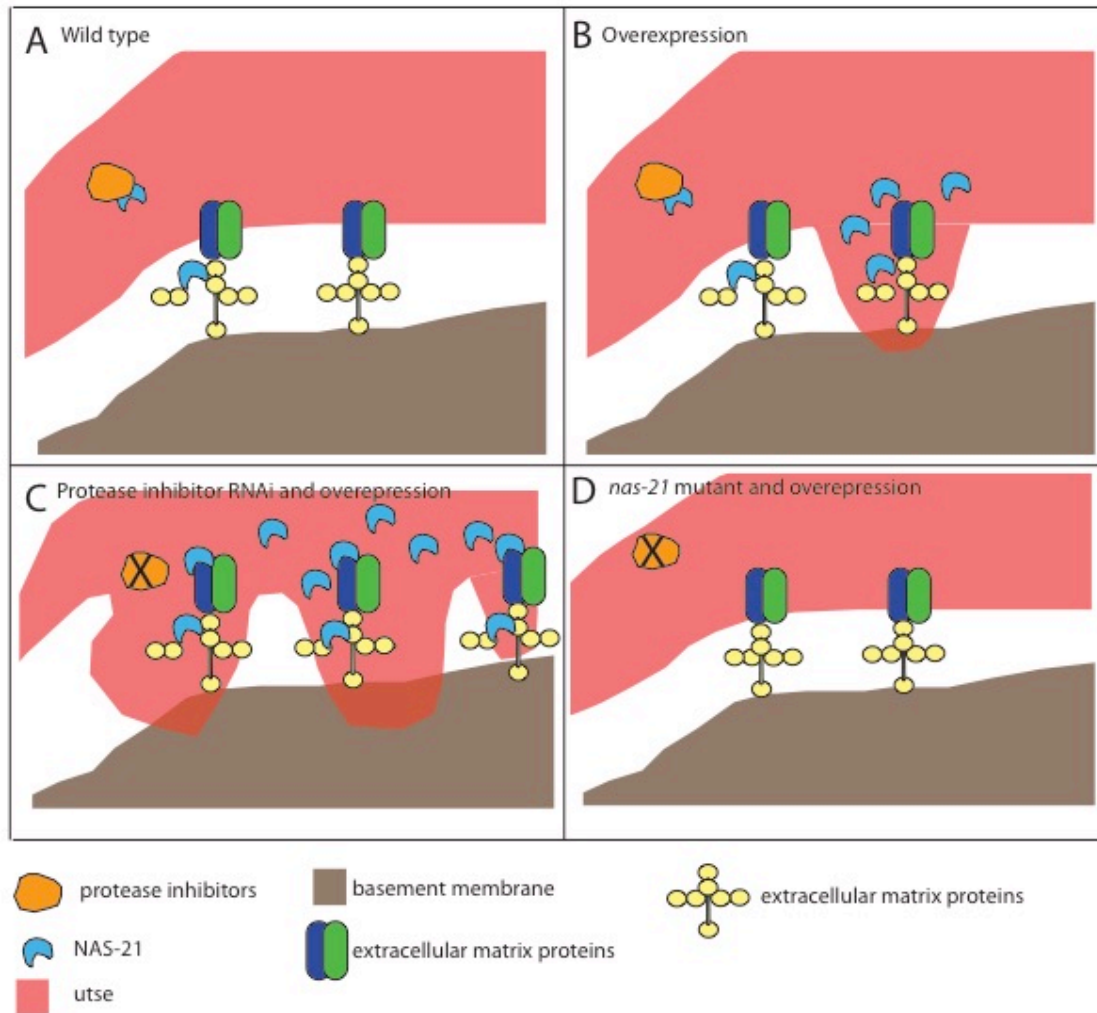 A Wild type
B Overexpression
C Protease inhibitor RNAi and overepression
D nas-21 mutant and overepression
protease inhibitors
basement membrane
extracellular matrix proteins
NAS-21
extracellular matrix proteins
utse